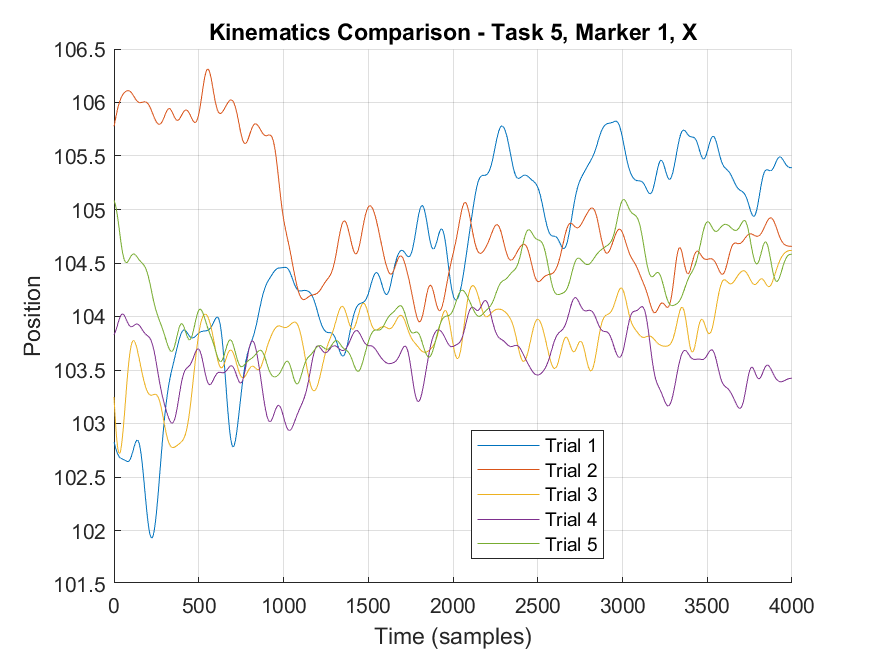 Kinematics Comparison - Task 5, Marker 1, X
106.5
106
105.5
105
104.5
104
103.5
103
102.5
102
101.5
Position
Trial 1
Trial 2
Trial 3
Trial 4
Trial 5
0 500 1000 1500 2000 2500 3000 3500 4000
Time (samples)